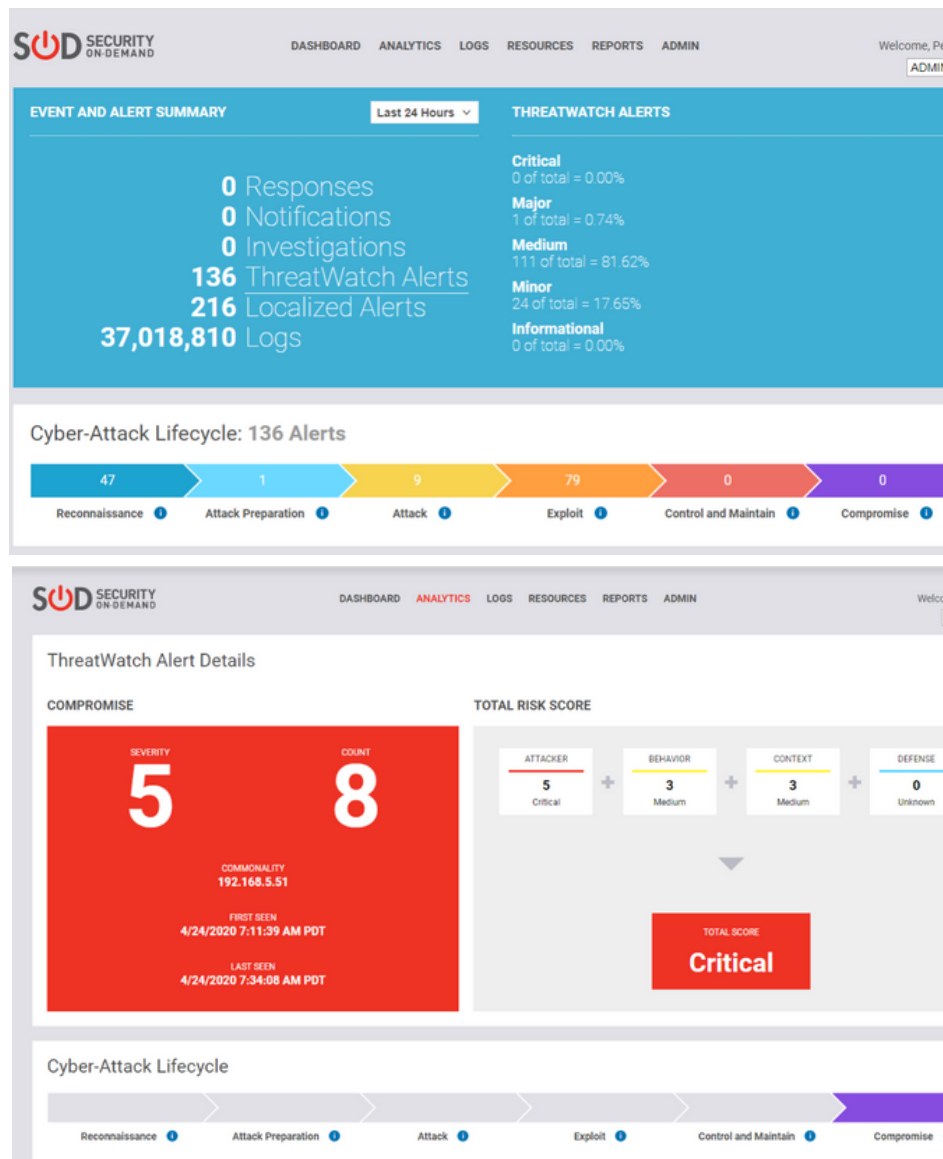 SOD SECURITY ON-DEMAND
DASHBOARD ANALYTICS LOGS RESOURCES REPORTS ADMIN
Welcome, Pe
ADMIN
EVENT AND ALERT SUMMARY
Last 24 Hours
0 Responses
0 Notifications
0 Investigations
136 ThreatWatch Alerts
216 Localized Alerts
37,018,810 Logs
THREATWATCH ALERTS
Critical
0 of total = 0.00%
Major
1 of total = 0.74%
Medium
111 of total = 81.62%
Minor
24 of total = 17.65%
Informational
0 of total = 0.00%
Cyber-Attack Lifecycle: 136 Alerts
47 1 9 79 0 0
Reconnaissance Attack Preparation Attack Exploit Control and Maintain Compromise
SOD SECURITY ON-DEMAND
DASHBOARD ANALYTICS LOGS RESOURCES REPORTS ADMIN
Welco
ThreatWatch Alert Details
COMPROMISE
SEVERITY COUNT
5 8
COMMONALITY
192.168.5.51
FIRST SEEN
4/24/2020 7:11:39 AM PDT
LAST SEEN
4/24/2020 7:34:08 AM PDT
TOTAL RISK SCORE
ATTACKER + BEHAVIOR + CONTEXT + DEFENSE
5 3 3 0
Critical Medium Medium Unknown
TOTAL SCORE
Critical
Cyber-Attack Lifecycle
Reconnaissance Attack Preparation Attack Exploit Control and Maintain Compromise